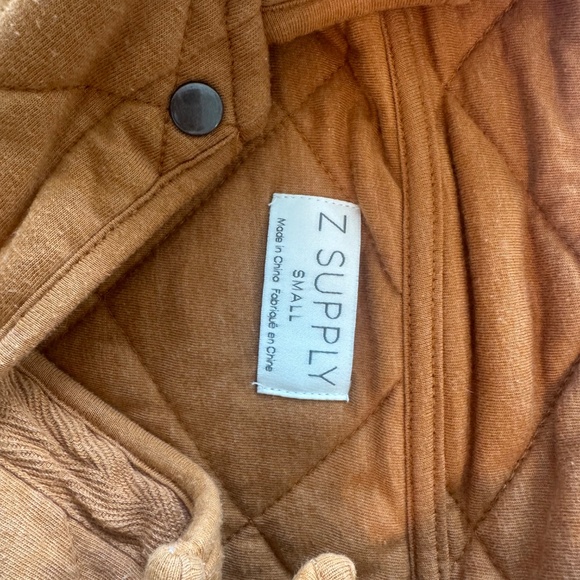 Z SUPPLY
SMALL
Made in China Fabriqué en Chine